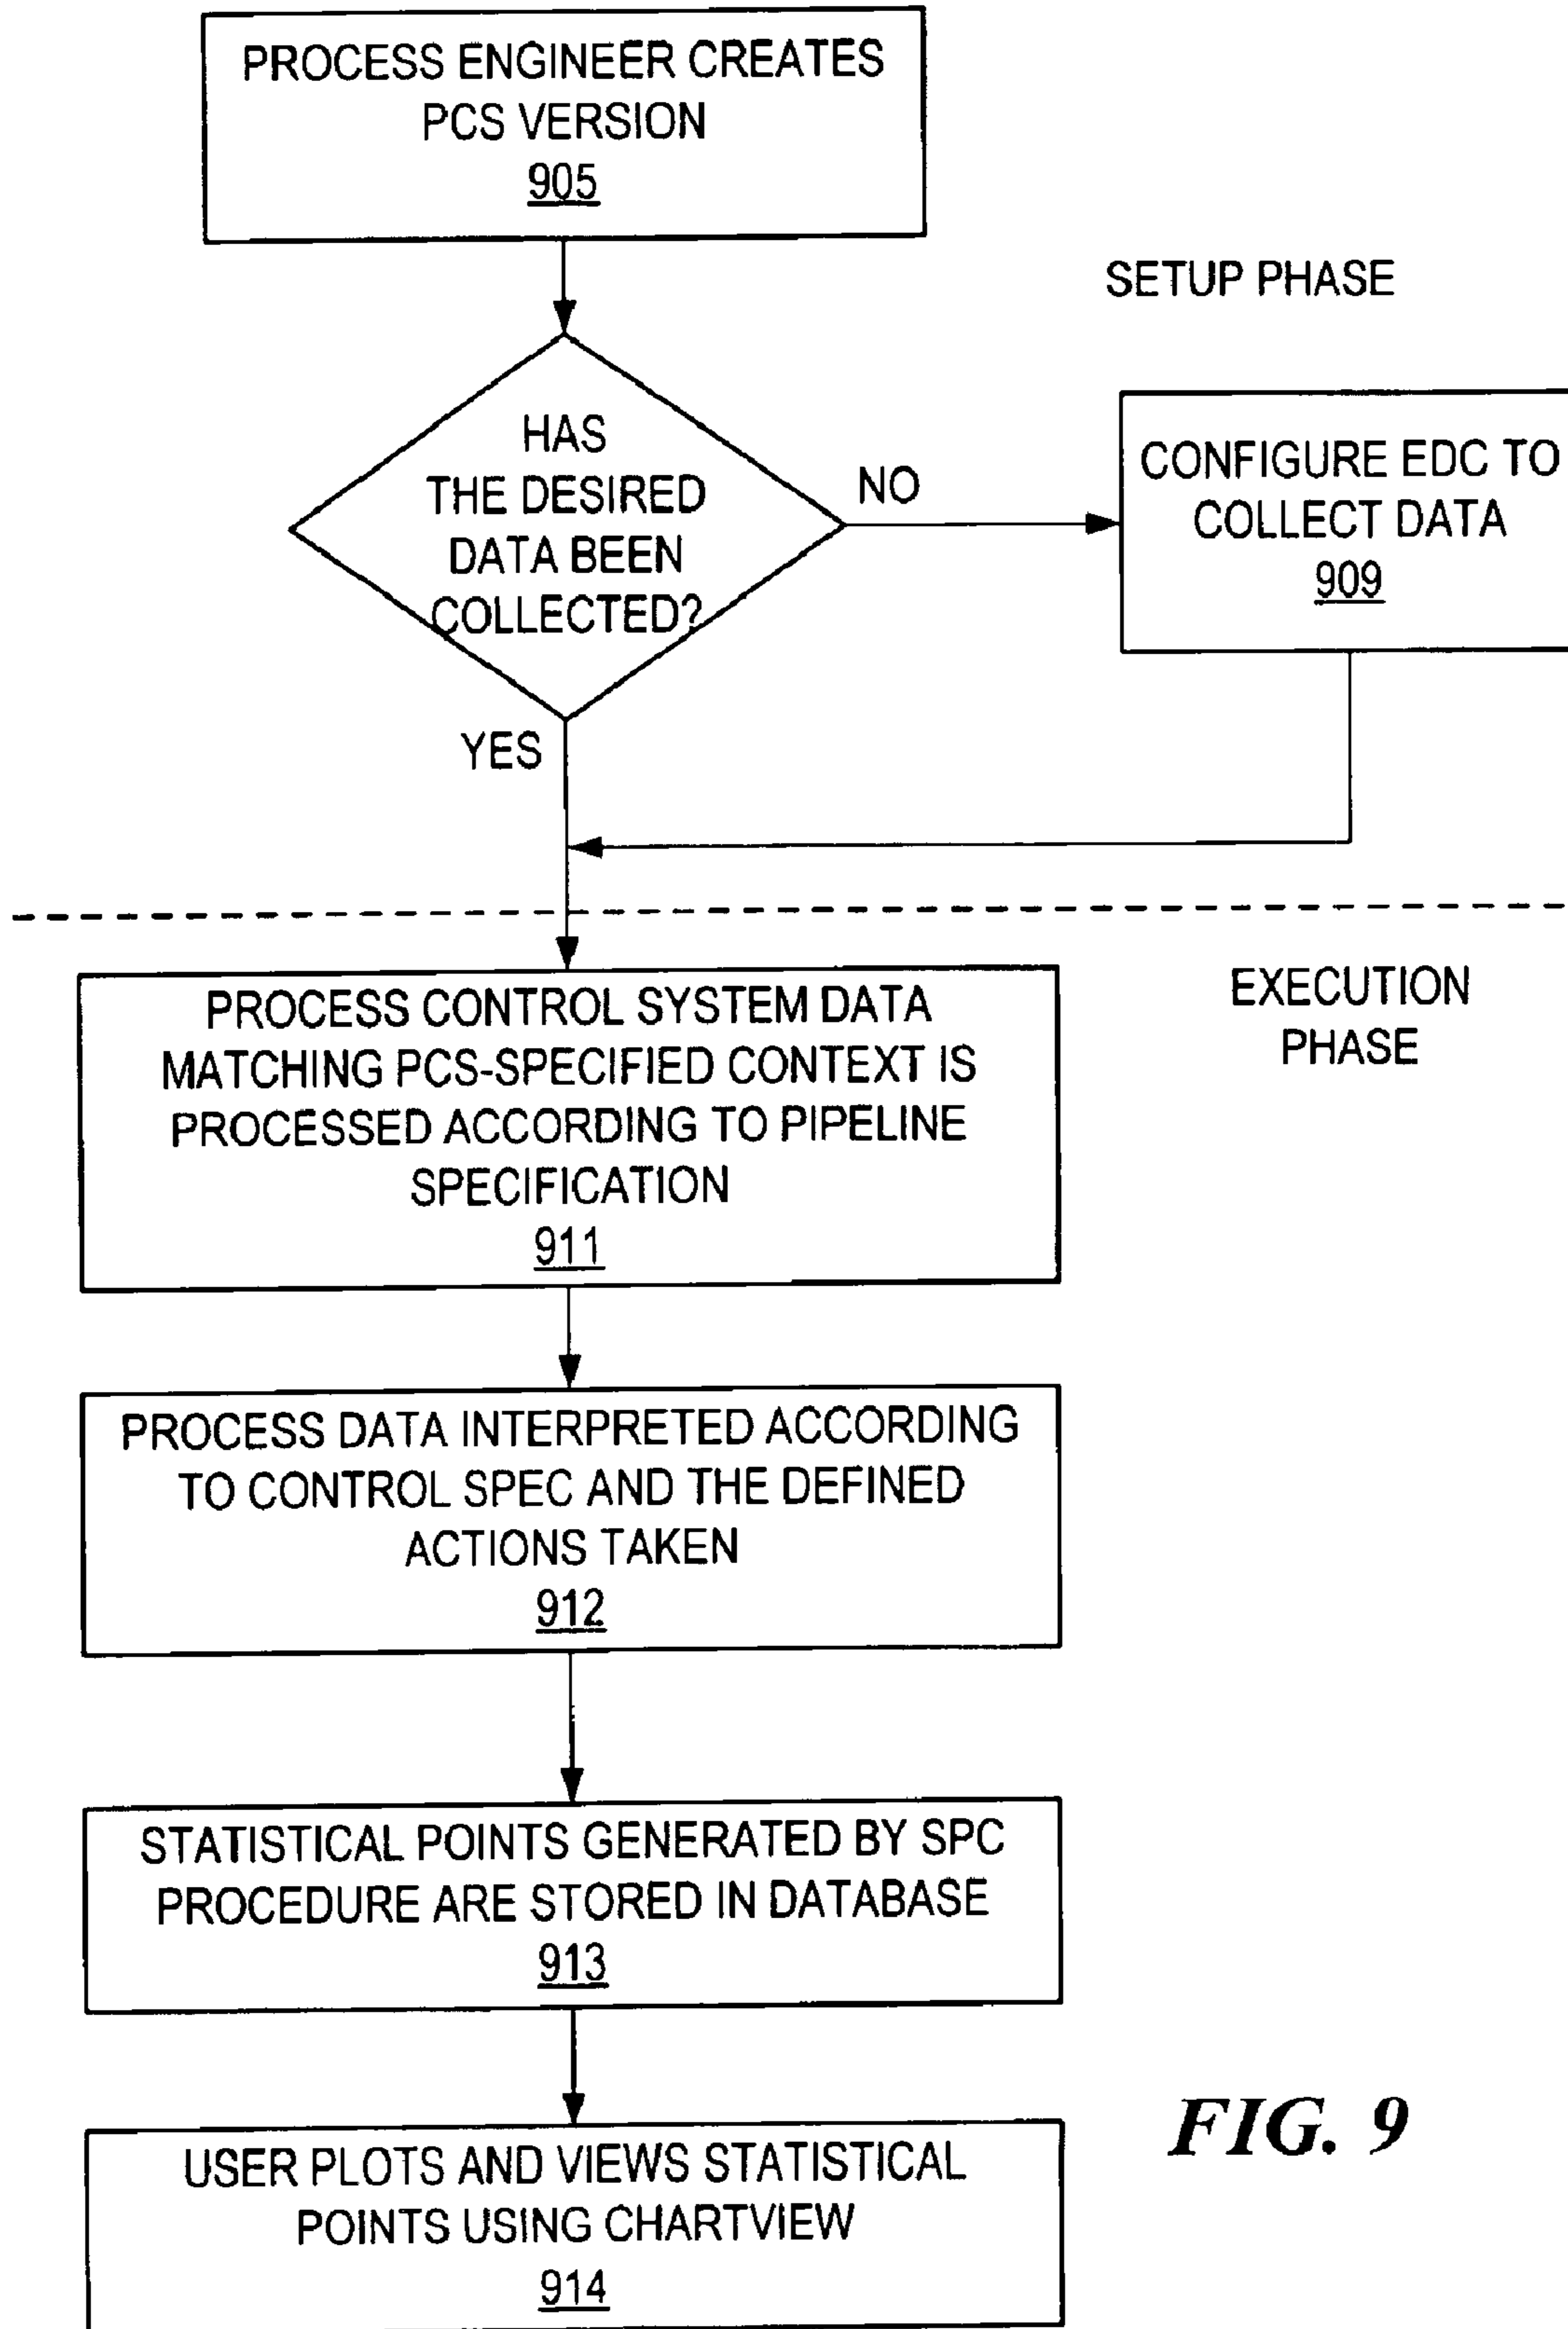 PROCESS ENGINEER CREATES
PCS VERSION
905
SETUP PHASE
HAS
THE DESIRED
DATA BEEN
COLLECTED?
NO
CONFIGURE EDC TO
COLLECT DATA
909
YES
PROCESS CONTROL SYSTEM DATA
MATCHING PCS-SPECIFIED CONTEXT IS
PROCESSED ACCORDING TO PIPELINE
SPECIFICATION
911
EXECUTION
PHASE
PROCESS DATA INTERPRETED ACCORDING
TO CONTROL SPEC AND THE DEFINED
ACTIONS TAKEN
912
STATISTICAL POINTS GENERATED BY SPC
PROCEDURE ARE STORED IN DATABASE
913
USER PLOTS AND VIEWS STATISTICAL
POINTS USING CHARTVIEW
914
FIG. 9